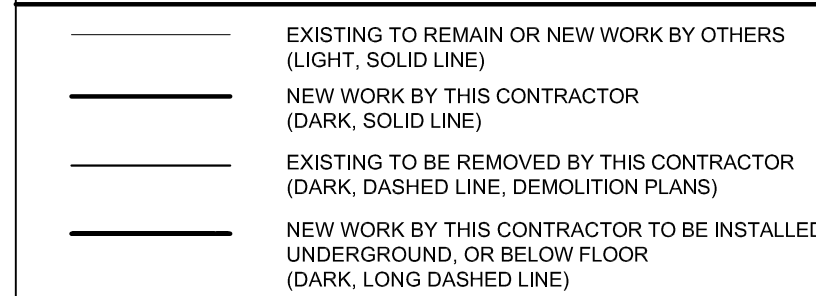 EXISTING TO REMAIN OR NEW WORK BY OTHERS
(LIGHT, SOLID LINE)
NEW WORK BY THIS CONTRACTOR
(DARK, SOLID LINE)
EXISTING TO BE REMOVED BY THIS CONTRACTOR
(DARK, DASHED LINE, DEMOLITION PLANS)
NEW WORK BY THIS CONTRACTOR TO BE INSTALLED
UNDERGROUND, OR BELOW FLOOR
(DARK, LONG DASHED LINE)